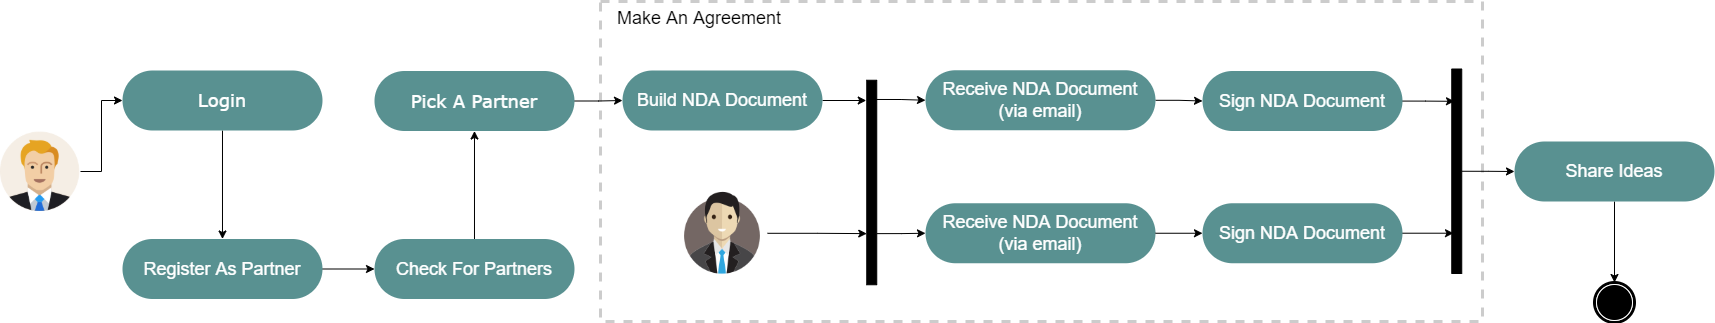 Make An Agreement
Login
Pick A Partner
Build NDA Document
Receive NDA Document
(via email)
Sign NDA Document
Share Ideas
Register As Partner
Check For Partners
Receive NDA Document
(via email)
Sign NDA Document